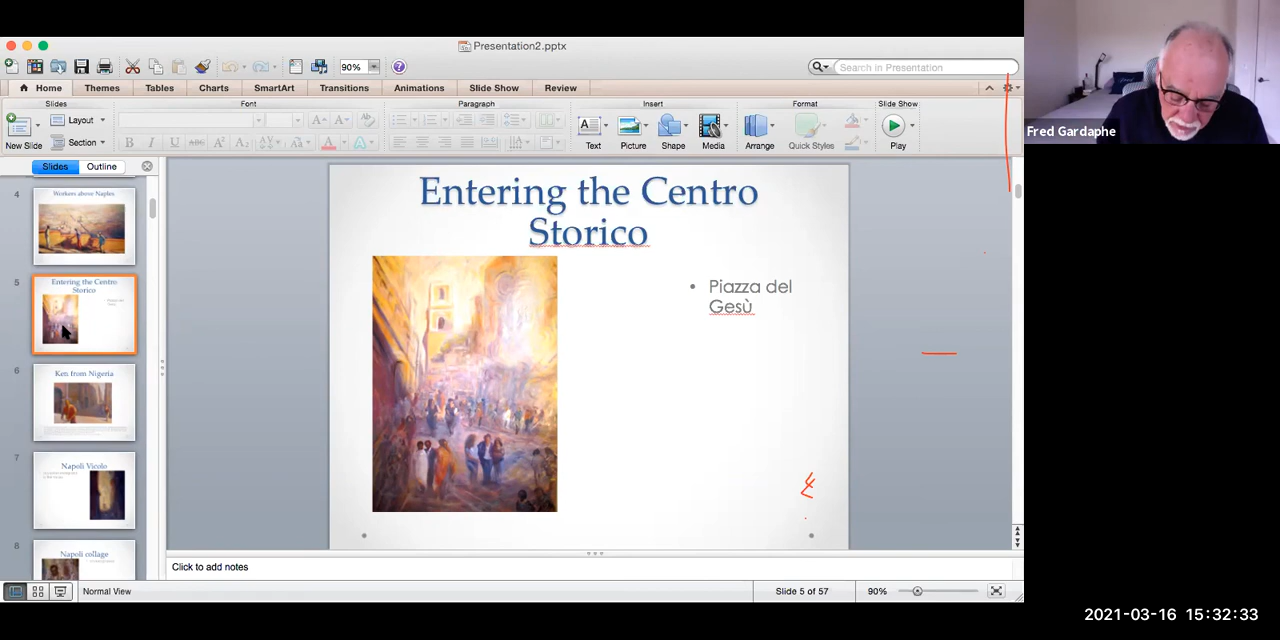 Presentation2.pptx
90%
Search in Presentation
Home
Themes
Tables
Charts
SmartArt
Transitions
Animations
Slide Show
Review
Slides
Font
Paragraph
Insert
Format
Slide Show
New Slide
Layout
Section
Text
Picture
Shape
Media
Arrange
Quick Styles
Play
Fred Gardaphe
Slides
Outline
4
Workers above Naples
5
Entering the Centro
Storico
6
Ken from Nigeria
7
Napoli Vicolo
8
Napoli collage
Entering the Centro
Storico
• Piazza del
Gesù
Click to add notes
Normal View
Slide 5 of 57
90%
2021-03-16 15:32:33